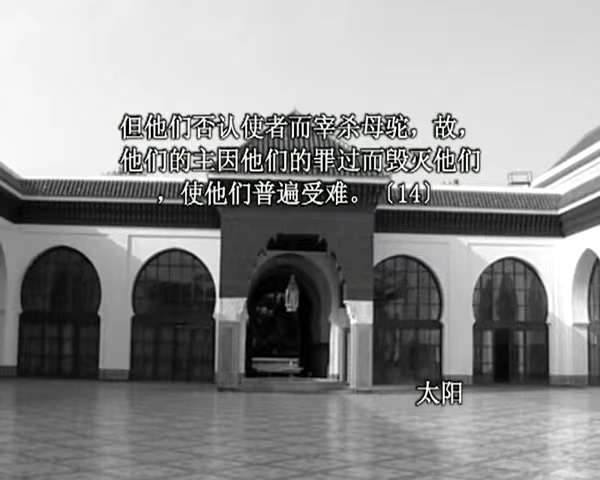 但他们否认使者而宰杀母驼，故，
他们的主因他们的罪过而毁灭他们
，使他们普遍受难。〔14〕
太阳